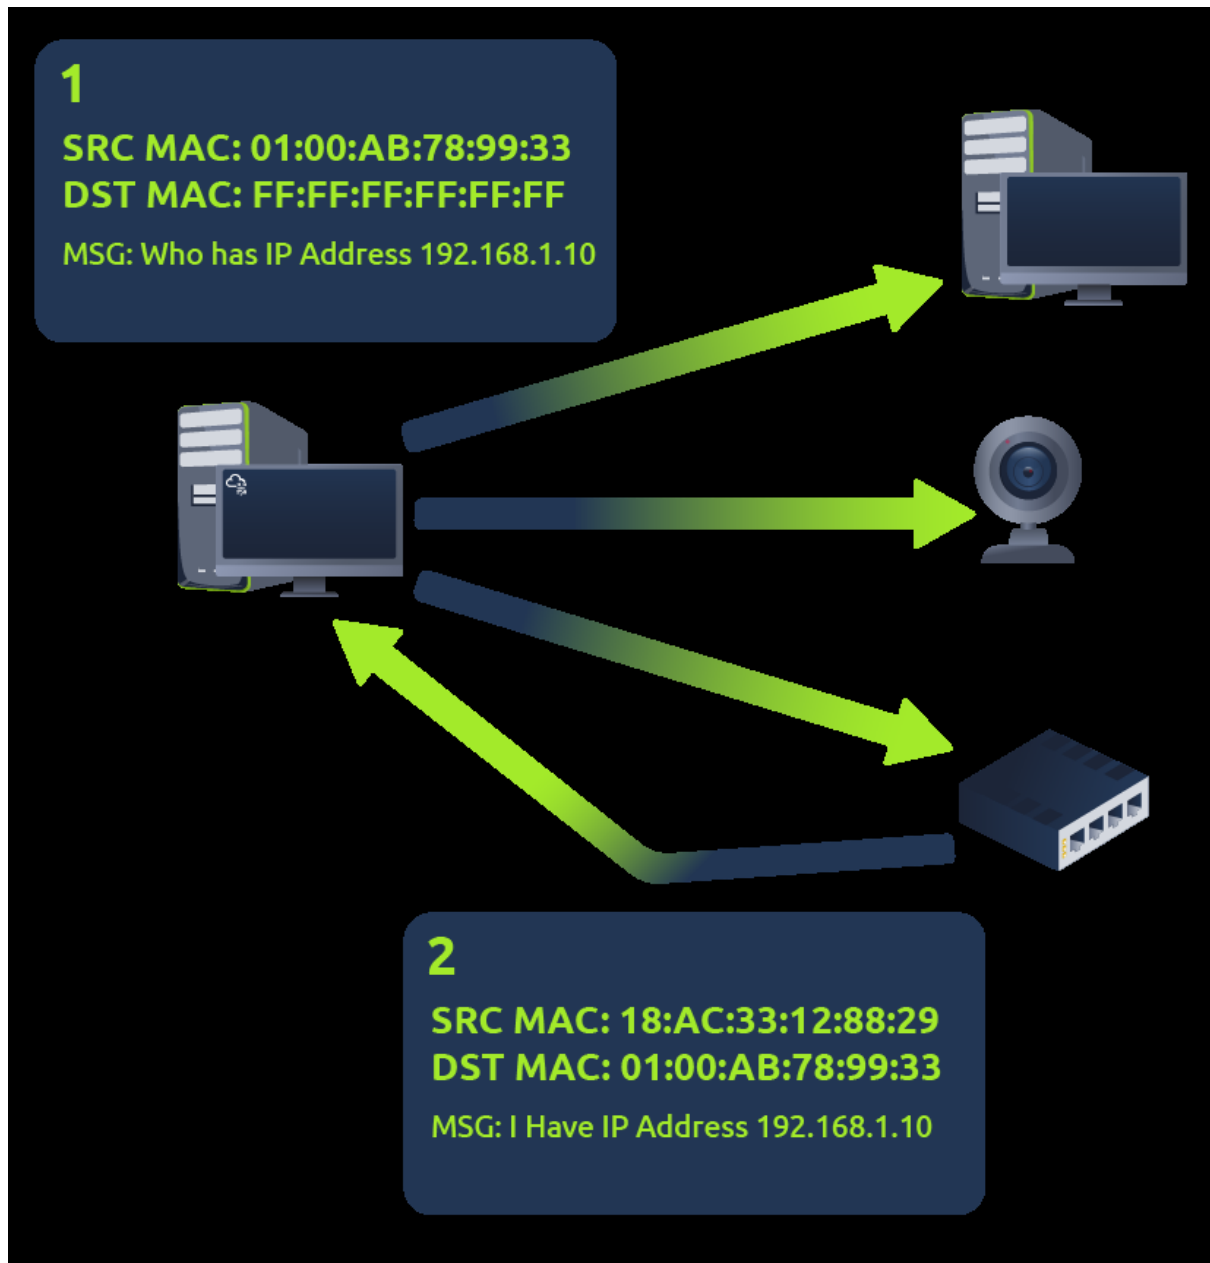 1
SRC MAC: 01:00:AB:78:99:33
DST MAC: FF:FF:FF:FF:FF:FF
MSG: Who has IP Address 192.168.1.10
2
SRC MAC: 18:AC:33:12:88:29
DST MAC: 01:00:AB:78:99:33
MSG: I Have IP Address 192.168.1.10